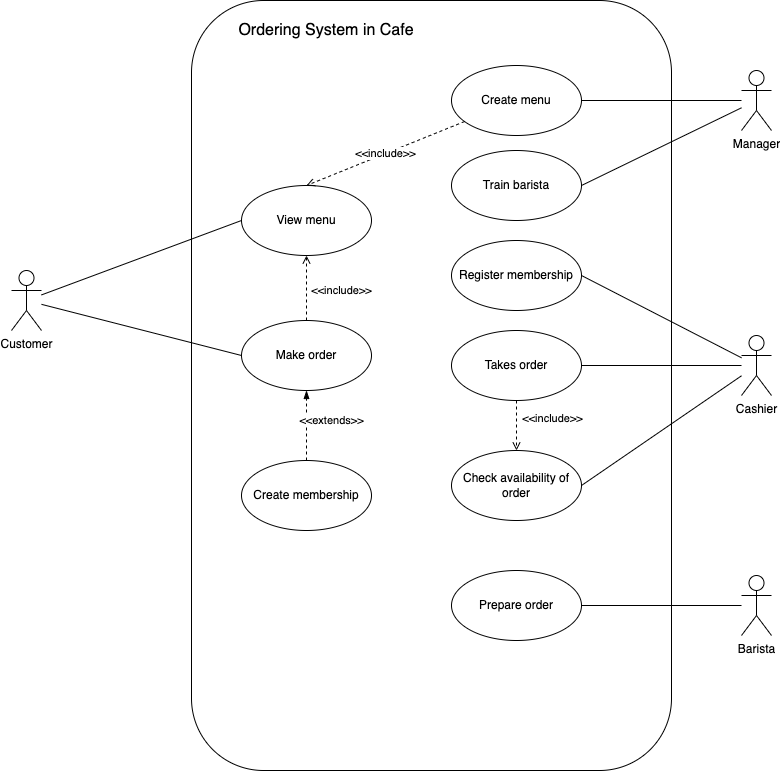 Ordering System in Cafe
Create menu
Manager
<<include>>
Train barista
View menu
Register membership
<<include>>
Customer
Make order
Takes order
Cashier
<<extends>>
<<include>>
Create membership
Check availability of
order
Prepare order
Barista